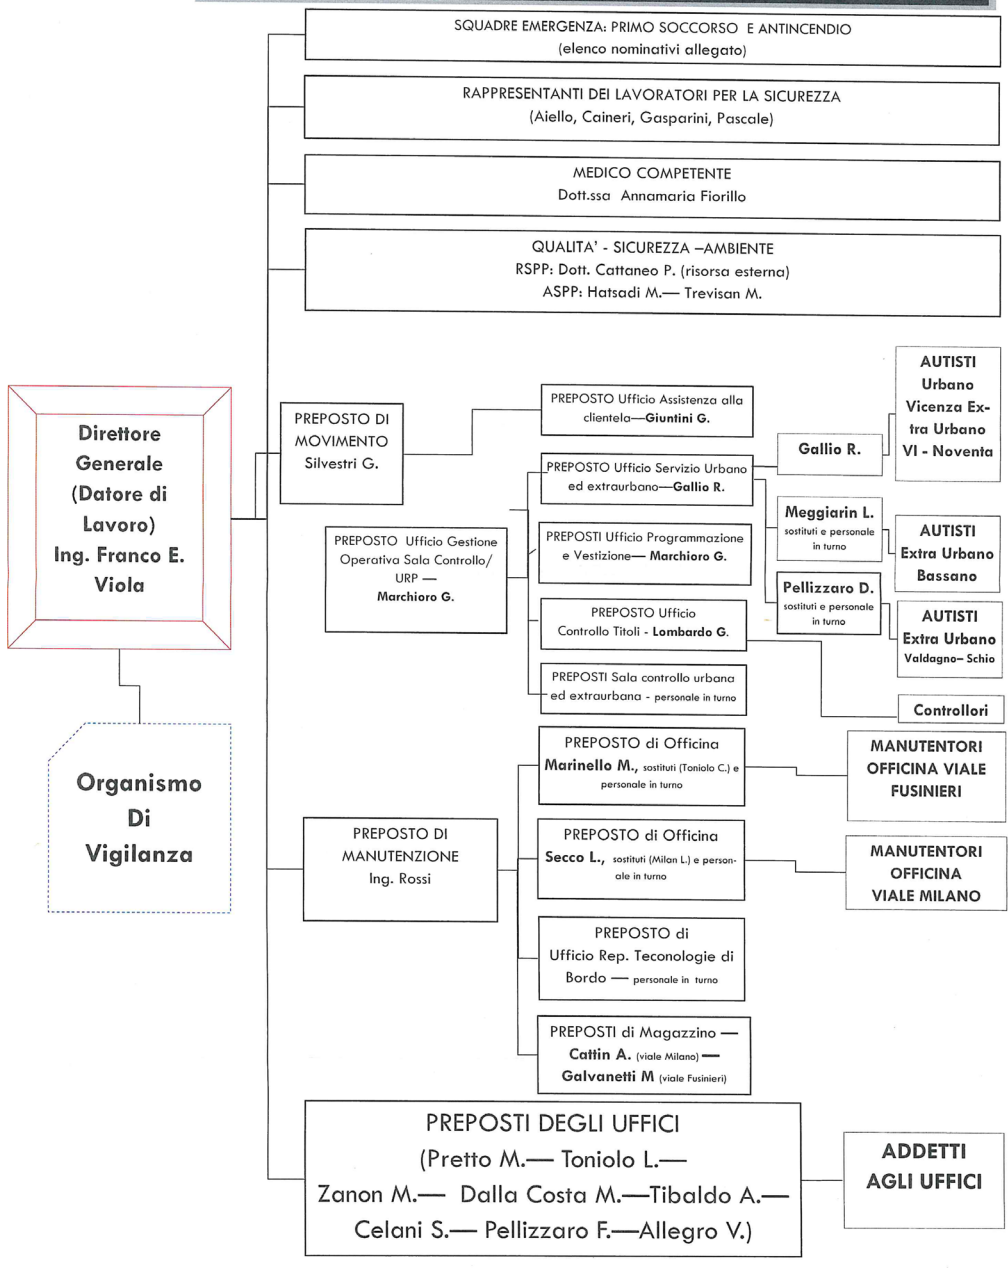 SQUADRE EMERGENZA: PRIMO SOCCORSO E ANTINCENDIO
(elenco nominativi allegato)
RAPPRESENTANTI DEI LAVORATORI PER LA SICUREZZA
(Aiello, Caineri, Gasparini, Pascale)
MEDICO COMPETENTE
Dott.ssa Annamaria Fiorillo
QUALITA' - SICUREZZA –AMBIENTE
RSPP: Dott. Cattaneo P. (risorsa esterna)
ASPP: Hatsadi M.— Trevisan M.
Direttore
Generale
(Datore di
Lavoro)
Ing. Franco E.
Viola
Organismo
Di
Vigilanza
PREPOSTO DI
MOVIMENTO
Silvestri G.
PREPOSTO Ufficio Assistenza alla
clientela—Giuntini G.
PREPOSTO Ufficio Servizio Urbano
ed extraurbano—Gallio R.
Gallio R.
AUTISTI
Urbano
Vicenza Ex-
tra Urbano
VI - Noventa
Meggiarin L.
sostituti e personale
in turno
AUTISTI
Extra Urbano
Bassano
Pellizzaro D.
sostituti e personale
in turno
AUTISTI
Extra Urbano
Valdagno– Schio
PREPOSTO Ufficio Gestione
Operativa Sala Controllo/
URP —
Marchioro G.
PREPOSTI Ufficio Programmazione
e Vestizione— Marchioro G.
PREPOSTO Ufficio
Controllo Titoli - Lombardo G.
Controllori
PREPOSTI Sala controllo urbana
ed extraurbana - personale in turno
PREPOSTO DI
MANUTENZIONE
Ing. Rossi
PREPOSTO di Officina
Marinello M., sostituti (Toniolo C.) e
personale in turno
MANUTENTORI
OFFICINA VIALE
FUSINIERI
PREPOSTO di Officina
Secco L., sostituti (Milan L.) e person-
ale in turno
MANUTENTORI
OFFICINA
VIALE MILANO
PREPOSTO di
Ufficio Rep. Teconologie di
Bordo — personale in turno
PREPOSTI di Magazzino —
Cattin A. (viale Milano) —
Galvanetti M (viale Fusinieri)
PREPOSTI DEGLI UFFICI
(Pretto M.— Toniolo L.—
Zanon M.— Dalla Costa M.—Tibaldo A.—
Celani S.— Pellizzaro F.—Allegro V.)
ADDETTI
AGLI UFFICI